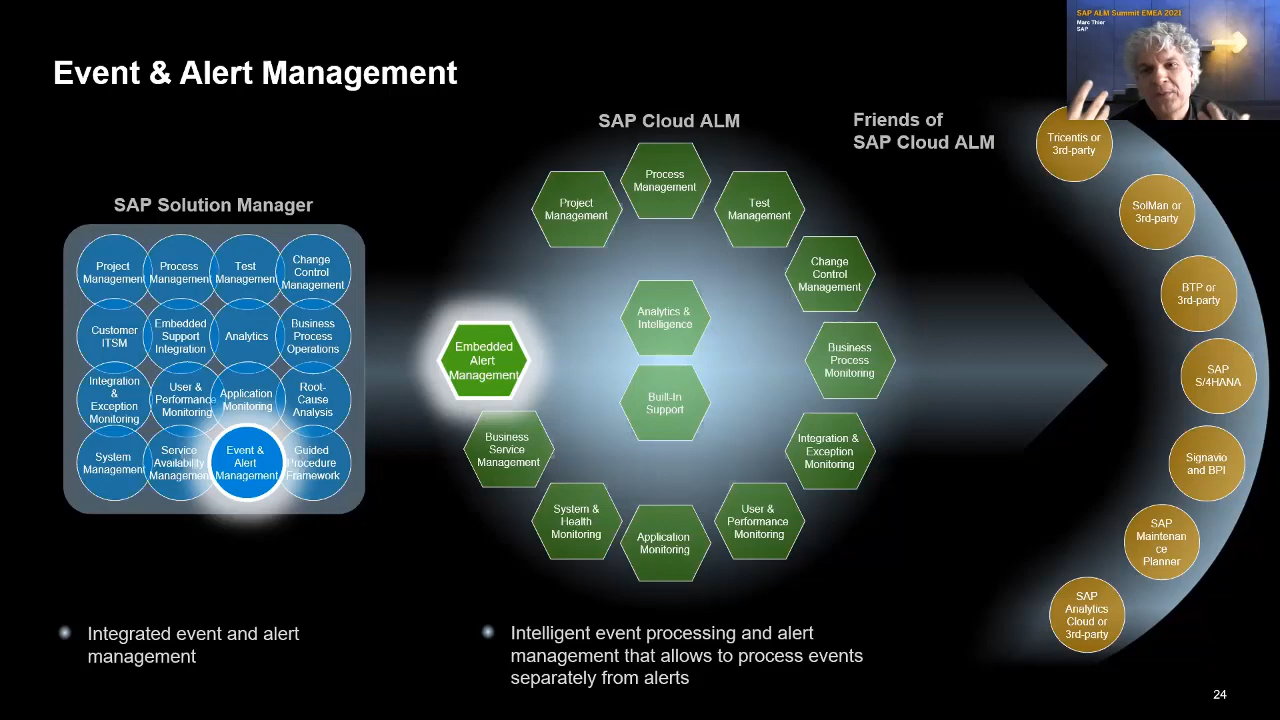 Event & Alert Management
SAP ALM Summit EMEA 2021
Marc Thier
SAP
SAP Solution Manager
Project
Management
Process
Management
Test
Management
Change
Control
Management
Customer
ITSM
Embedded
Support
Integration
Analytics
Business
Process
Operations
Integration
&
Exception
Monitoring
User &
Performance
Monitoring
Application
Monitoring
Root-
Cause
Analysis
System
Management
Service
Availability
Management
Event &
Alert
Management
Guided
Procedure
Framework
Integrated event and alert
management
SAP Cloud ALM
Process
Management
Project
Management
Test
Management
Change
Control
Management
Analytics &
Intelligence
Embedded
Alert
Management
Business
Process
Monitoring
Built-In
Support
Business
Service
Management
Integration &
Exception
Monitoring
System &
Health
Monitoring
Application
Monitoring
User &
Performance
Monitoring
Intelligent event processing and alert
management that allows to process events
separately from alerts
Friends of
SAP Cloud ALM
Tricentis or
3rd-party
SolMan or
3rd-party
BTP or
3rd-party
SAP
S/4HANA
Signavio
and BPI
SAP
Maintenan
ce
Planner
SAP
Analytics
Cloud or
3rd-party
24